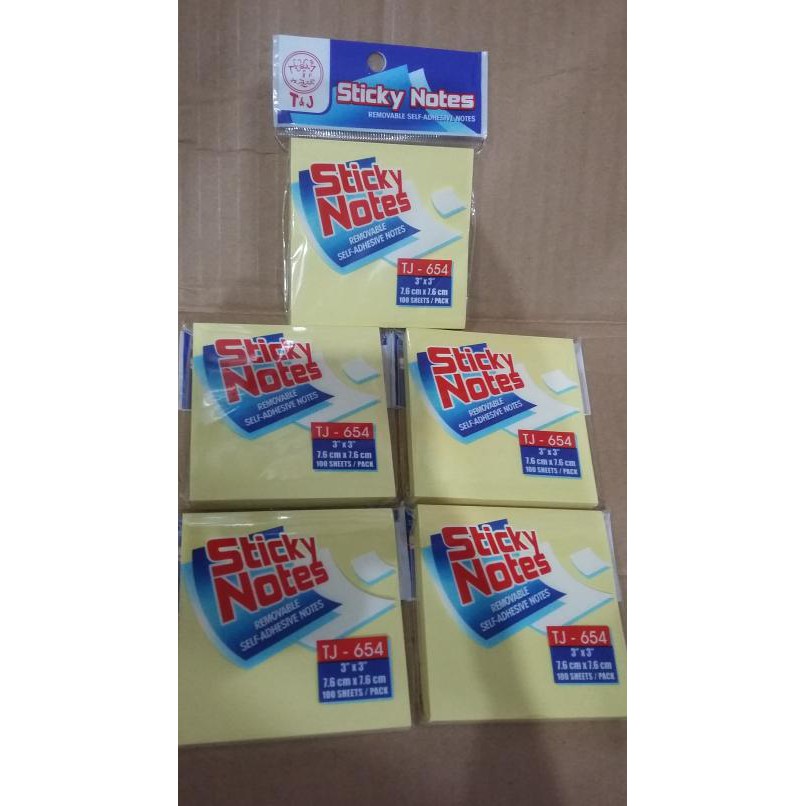 T&J
Sticky Notes
REMOVABLE SELF-ADHESIVE NOTES
Sticky
Notes
REMOVABLE
SELF-ADHESIVE NOTES
TJ - 654
3" x 3"
7.6 cm x 7.6 cm
100 SHEETS / PACK
Sticky
Notes
REMOVABLE
SELF-ADHESIVE NOTES
TJ - 654
3" x 3"
7.6 cm x 7.6 cm
100 SHEETS / PACK
Sticky
Notes
REMOVABLE
SELF-ADHESIVE NOTES
TJ - 654
3" x 3"
7.6 cm x 7.6 cm
100 SHEETS / PACK
Sticky
Notes
REMOVABLE
SELF-ADHESIVE NOTES
TJ - 654
3" x 3"
7.6 cm x 7.6 cm
100 SHEETS / PACK
Sticky
Notes
REMOVABLE
SELF-ADHESIVE NOTES
TJ - 654
3" x 3"
7.6 cm x 7.6 cm
100 SHEETS / PACK